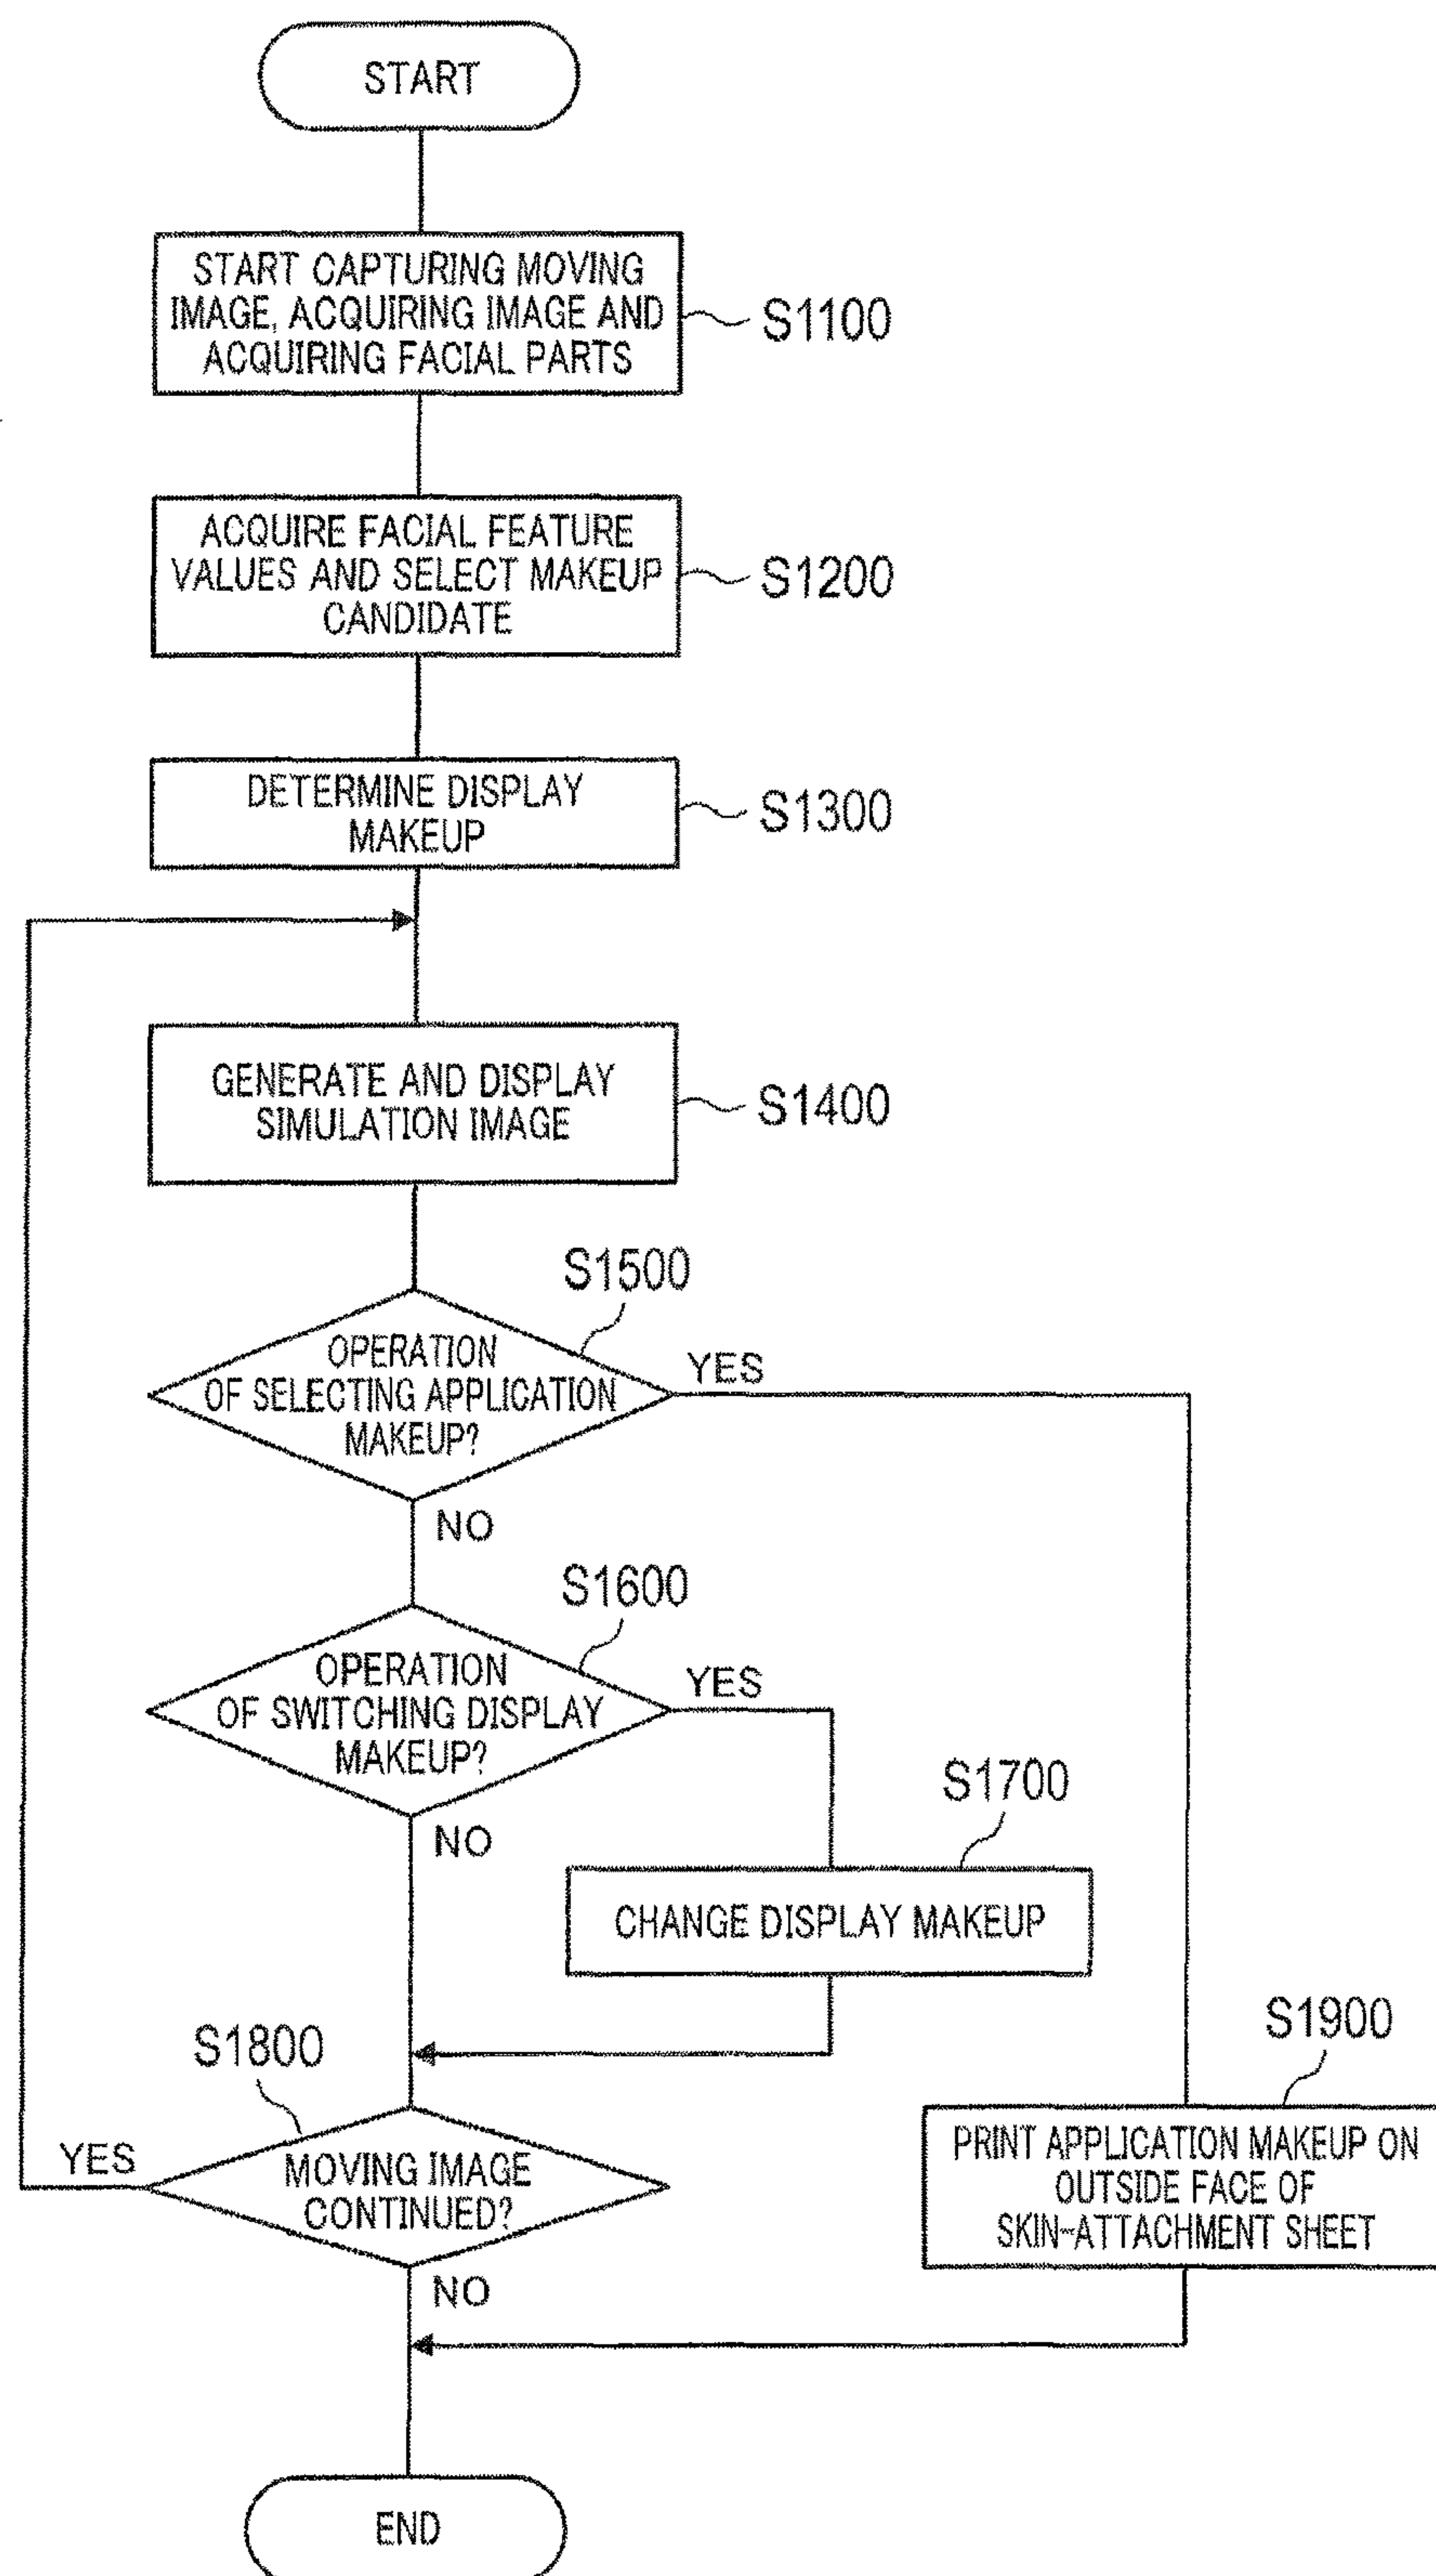 START
START CAPTURING MOVING
IMAGE, ACQUIRING IMAGE AND
ACQUIRING FACIAL PARTS
S1100
ACQUIRE FACIAL FEATURE
VALUES AND SELECT MAKEUP
CANDIDATE
S1200
DETERMINE DISPLAY
MAKEUP
S1300
GENERATE AND DISPLAY
SIMULATION IMAGE
S1400
S1500
OPERATION
OF SELECTING APPLICATION
MAKEUP?
YES
NO
S1600
OPERATION
OF SWITCHING DISPLAY
MAKEUP?
YES
NO
S1700
CHANGE DISPLAY MAKEUP
S1800
MOVING IMAGE
CONTINUED?
YES
NO
S1900
PRINT APPLICATION MAKEUP ON
OUTSIDE FACE OF
SKIN-ATTACHMENT SHEET
END